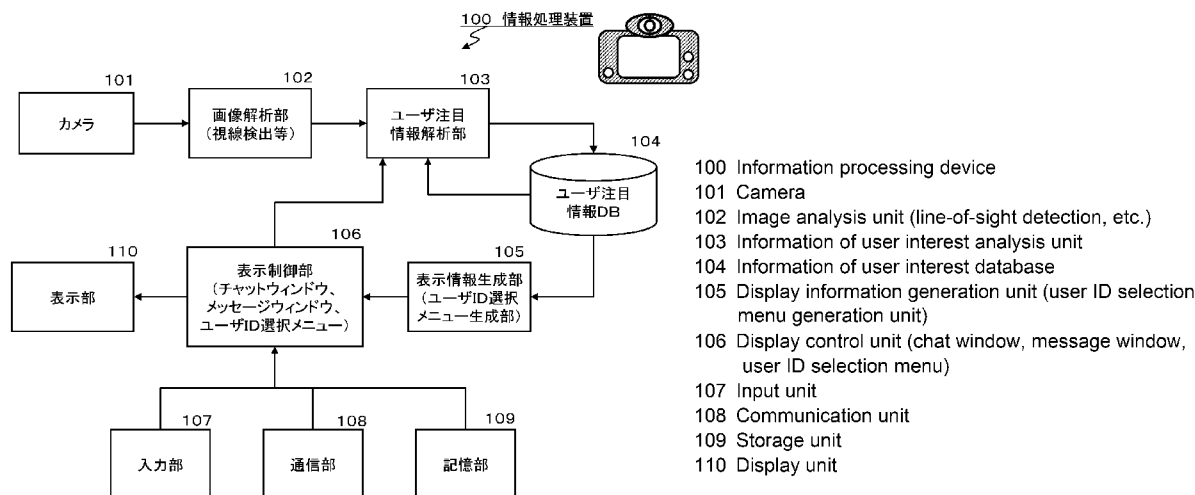 100 情報処理装置
101
カメラ
102
画像解析部
(視線検出等)
103
ユーザ注目
情報解析部
104
ユーザ注目
情報DB
110
表示部
106
表示制御部
(チャットウィンドウ、
メッセージウィンドウ、
ユーザID選択メニュー)
105
表示情報生成部
(ユーザID選択
メニュー生成部)
107
入力部
108
通信部
109
記憶部
100 Information processing device
101 Camera
102 Image analysis unit (line-of-sight detection, etc.)
103 Information of user interest analysis unit
104 Information of user interest database
105 Display information generation unit (user ID selection
menu generation unit)
106 Display control unit (chat window, message window,
user ID selection menu)
107 Input unit
108 Communication unit
109 Storage unit
110 Display unit